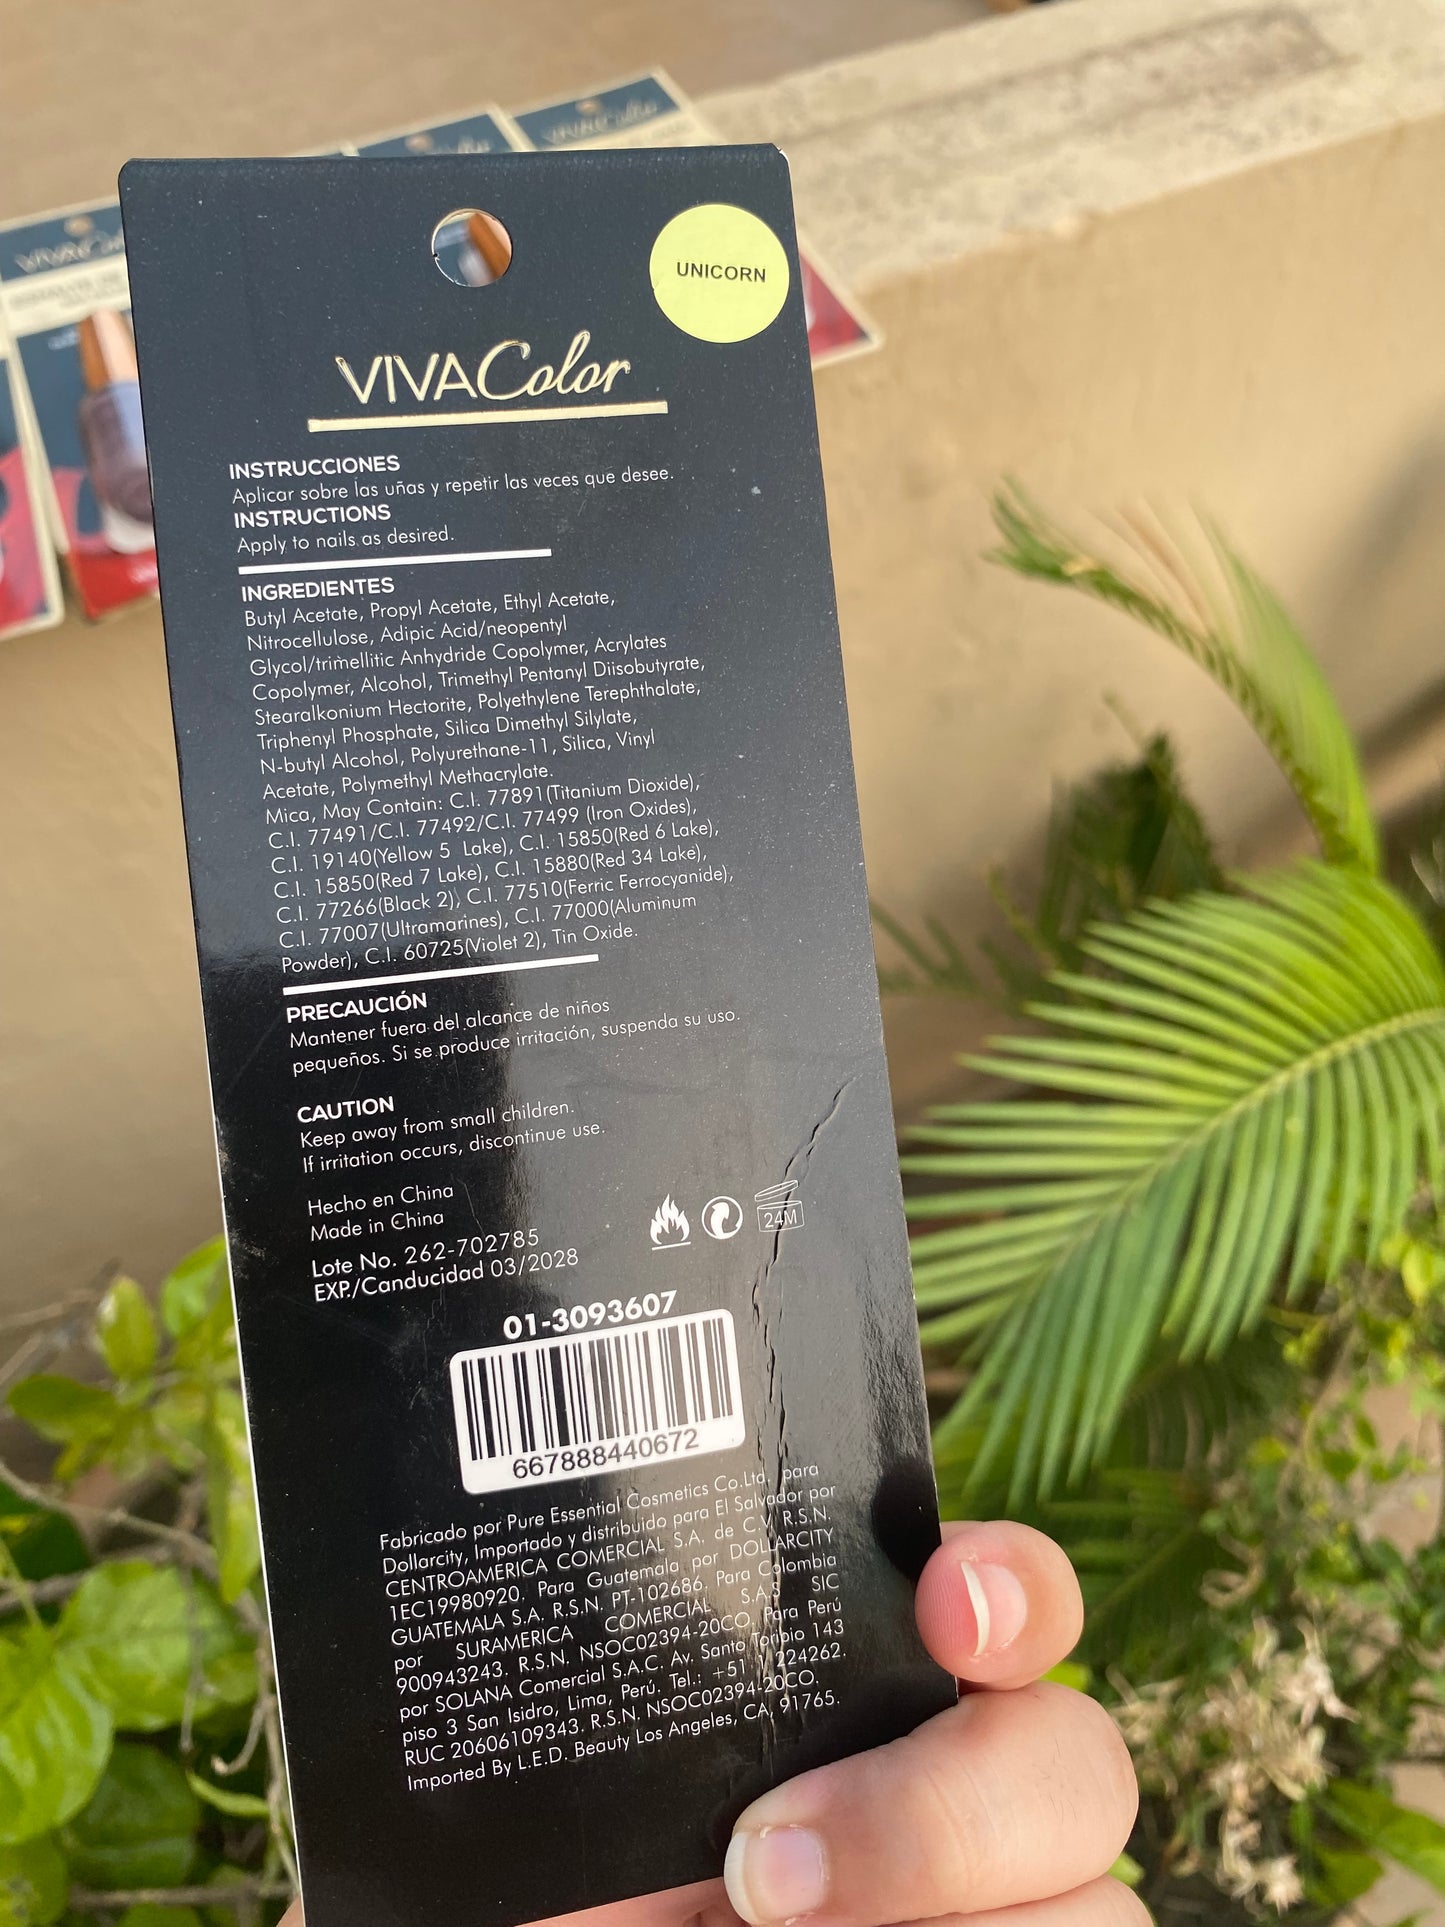 UNICORN
VIVAColor
INSTRUCCIONES
Aplicar sobre las uñas y repetir las veces que desee.
INSTRUCTIONS
Apply to nails as desired.
INGREDIENTES
Butyl Acetate, Propyl Acetate, Ethyl Acetate,
Nitrocellulose, Adipic Acid/neopentyl
Glycol/trimellitic Anhydride Copolymer, Acrylates
Copolymer, Alcohol, Trimethyl Pentanyl Diisobutyrate,
Stearalkonium Hectorite, Polyethylene Terephthalate,
Triphenyl Phosphate, Silica Dimethyl Silylate,
N-butyl Alcohol, Polyurethane-11, Silica, Vinyl
Acetate, Polymethyl Methacrylate.
Mica, May Contain: C.I. 77891(Titanium Dioxide),
C.I. 77491/C.I. 77492/C.I. 77499 (Iron Oxides),
C.I. 19140(Yellow 5 Lake), C.I. 15850(Red 6 Lake),
C.I. 15850(Red 7 Lake), C.I. 15880(Red 34 Lake),
C.I. 77266(Black 2), C.I. 77510(Ferric Ferrocyanide),
C.I. 77007(Ultramarines), C.I. 77000(Aluminum
Powder), C.I. 60725(Violet 2), Tin Oxide.
PRECAUCIÓN
Mantener fuera del alcance de niños
pequeños. Si se produce irritación, suspenda su uso.
CAUTION
Keep away from small children.
If irritation occurs, discontinue use.
Hecho en China
Made in China
24M
Lote No. 262-702785
EXP./Canducidad 03/2028
01-3093607
667888440672
Fabricado por Pure Essential Cosmetics Co.Ltd. para
Dollarcity, Importado y distribuido para El Salvador por
CENTROAMERICA COMERCIAL S.A. de C.V. R.S.N.
1EC19980920. Para Guatemala por DOLLARCITY
GUATEMALA S.A. R.S.N. PT-102686. Para Colombia
por SURAMERICA COMERCIAL S.A.S SIC
900943243. R.S.N. NSOC02394-20CO. Para Perú
por SOLANA Comercial S.A.C. Av. Santo Toribio 143
piso 3 San Isidro, Lima, Perú. Tel.: +51 1 224262.
RUC 20606109343. R.S.N. NSOC02394-20CO.
Imported By L.E.D. Beauty Los Angeles, CA, 91765.
VIVAColor